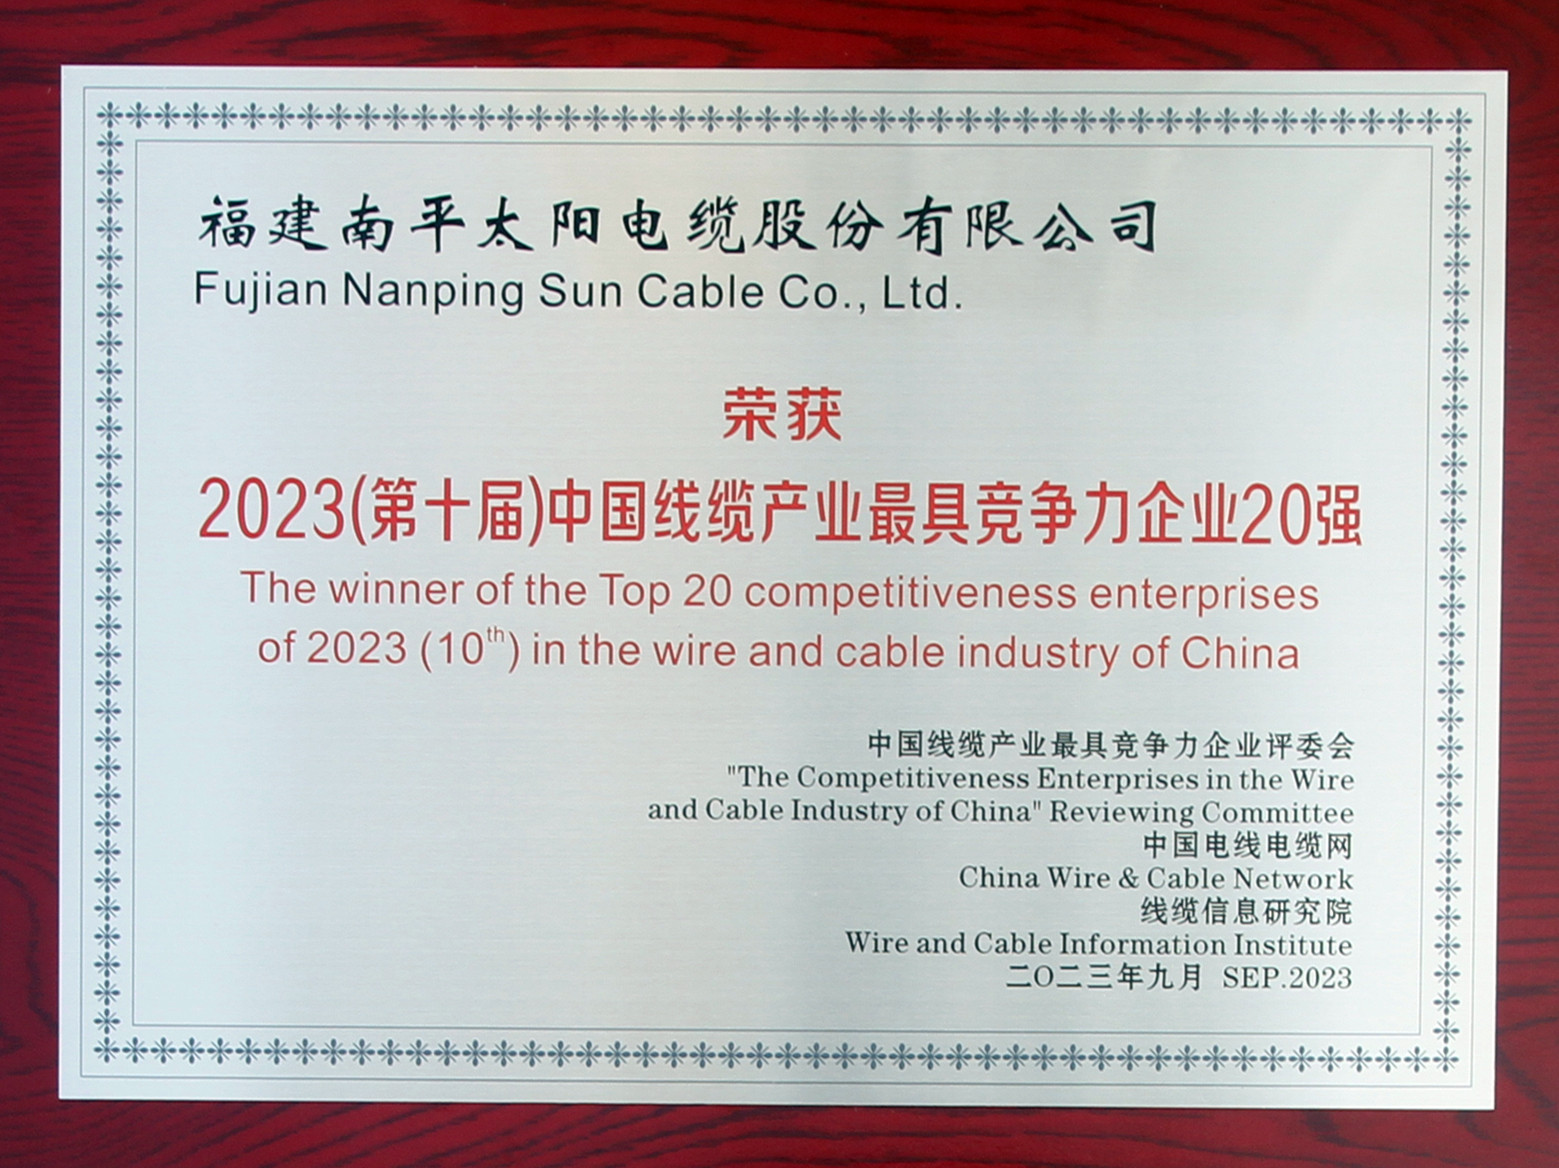 福建南平太阳电缆股份有限公司
Fujian Nanping Sun Cable Co., Ltd.
荣获
2023(第十届)中国线缆产业最具竞争力企业20强
The winner of the Top 20 competitiveness enterprises
of 2023 (10th) in the wire and cable industry of China
中国线缆产业最具竞争力企业评委会
"The Competitiveness Enterprises in the Wire
and Cable Industry of China" Reviewing Committee
中国电线电缆网
China Wire & Cable Network
线缆信息研究院
Wire and Cable Information Institute
二〇二三年九月 SEP.2023